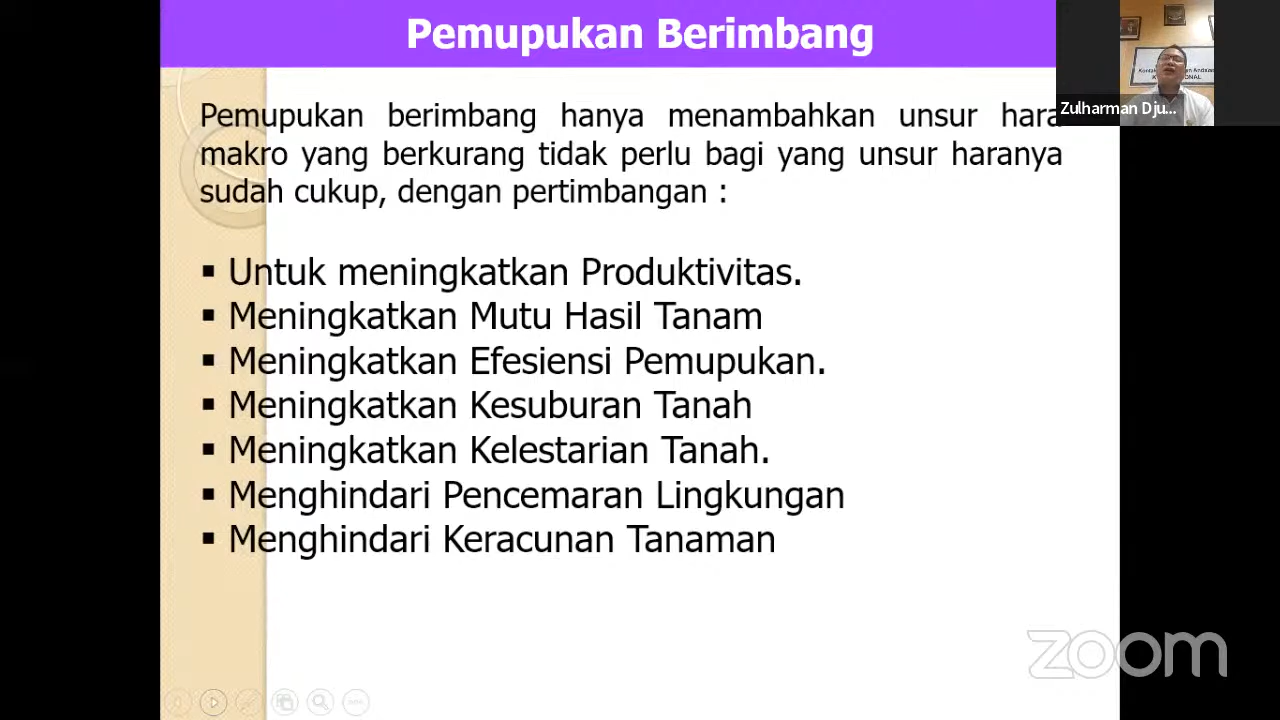 Pemupukan Berimbang
Zulharman Dju...
Pemupukan berimbang hanya menambahkan unsur hara
makro yang berkurang tidak perlu bagi yang unsur haranya
sudah cukup, dengan pertimbangan :
▪ Untuk meningkatkan Produktivitas.
▪ Meningkatkan Mutu Hasil Tanam
▪ Meningkatkan Efesiensi Pemupukan.
▪ Meningkatkan Kesuburan Tanah
▪ Meningkatkan Kelestarian Tanah.
▪ Menghindari Pencemaran Lingkungan
▪ Menghindari Keracunan Tanaman
zoom